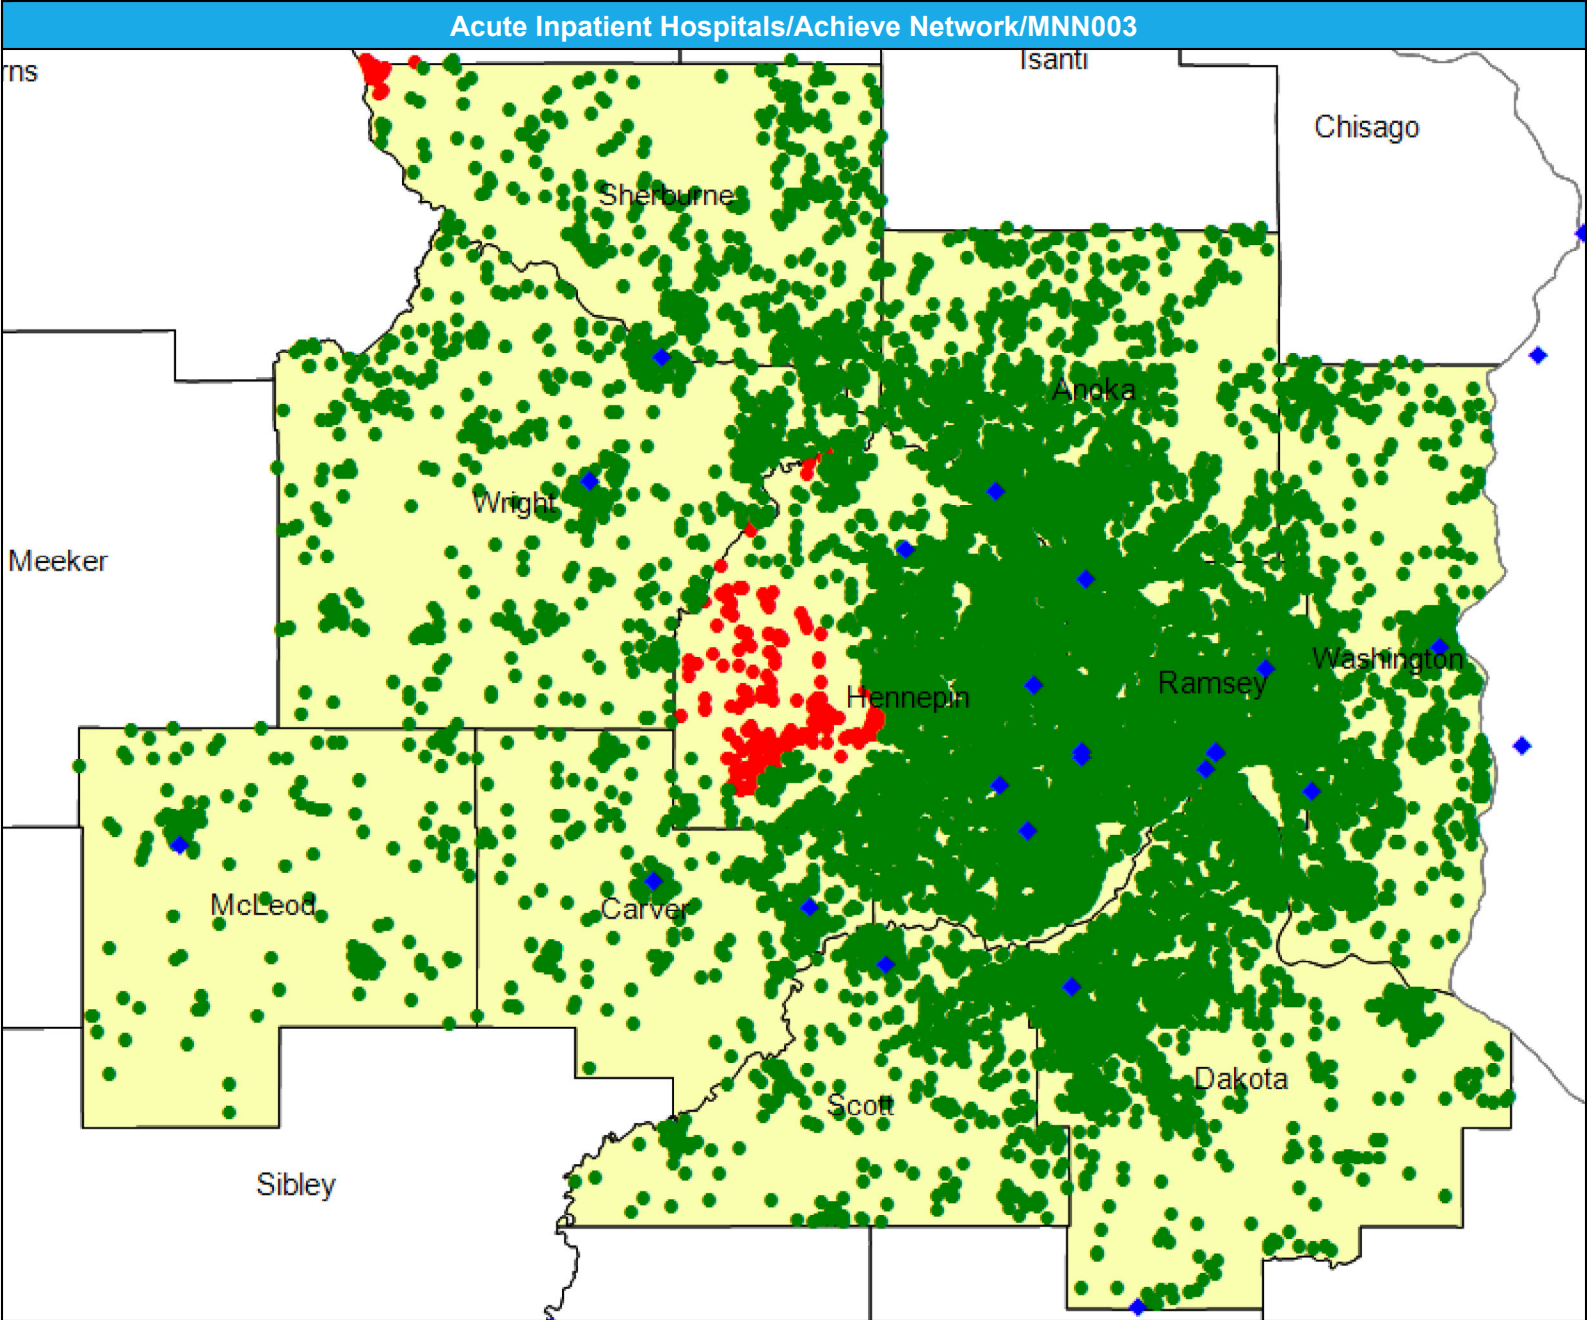 Acute Inpatient Hospitals/Achieve Network/MNN003
rns
Isanti
Chisago
Sherburne
Anoka
Wright
Meeker
Washington
Ramsey
Hennepin
McLeod
Carver
Dakota
Scott
Sibley